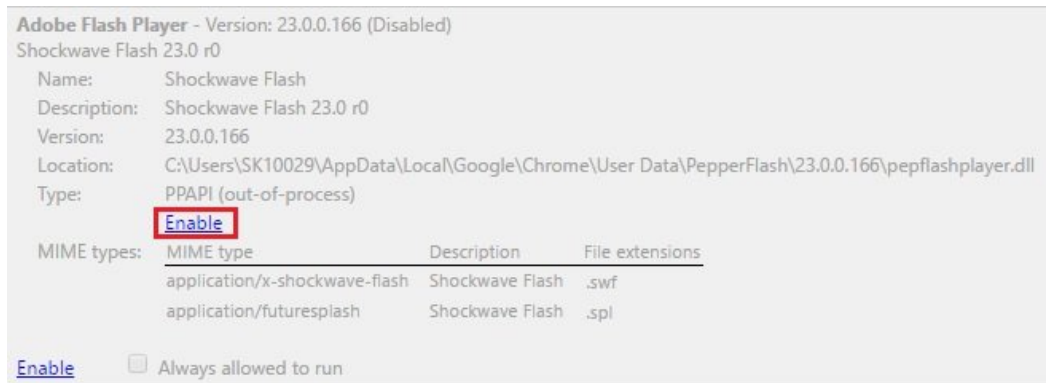 Adobe Flash Player - Version: 23.0.0.166 (Disabled)
Shockwave Flash 23.0 r0
Name: Shockwave Flash
Description: Shockwave Flash 23.0 r0
Version: 23.0.0.166
Location: C:\Users\SK10029\AppData\Local\Google\Chrome\User Data\PepperFlash\23.0.0.166\pepflashplayer.dll
Type: PPAPI (out-of-process)
Enable
MIME types: MIME type Description File extensions
application/x-shockwave-flash Shockwave Flash .swf
application/futuresplash Shockwave Flash .spl
Enable Always allowed to run